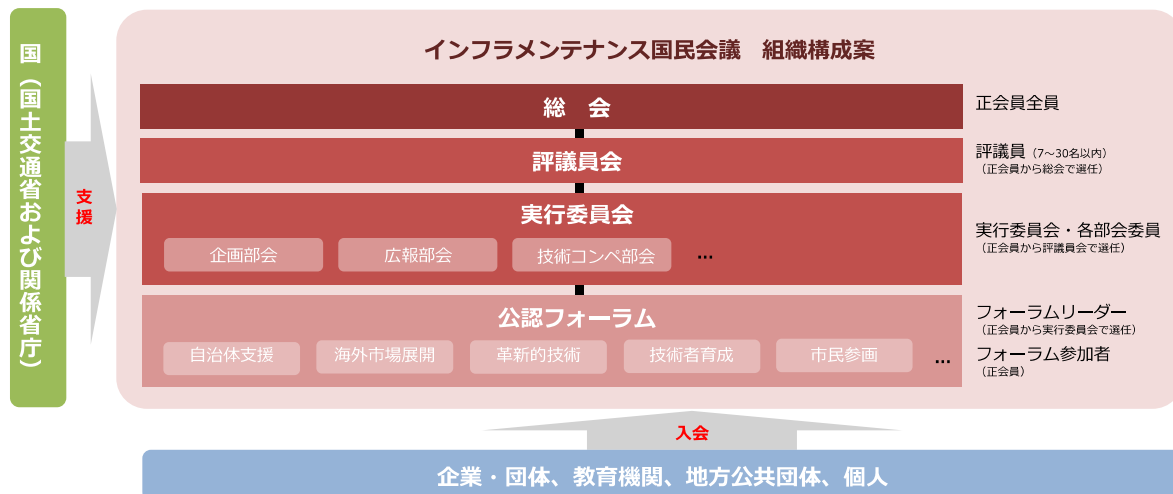 国（国土交通省および関係省庁）
支援
インフラメンテナンス国民会議　組織構成案
総　会
正会員全員
評議員会
評議員（7～30名以内）
（正会員から総会で選任）
実行委員会
企画部会
広報部会
技術コンペ部会
…
実行委員会・各部会委員
（正会員から評議員会で選任）
公認フォーラム
自治体支援
海外市場展開
革新的技術
技術者育成
市民参画
…
フォーラムリーダー
（正会員から実行委員会で選任）
フォーラム参加者
（正会員）
入会
企業・団体、教育機関、地方公共団体、個人